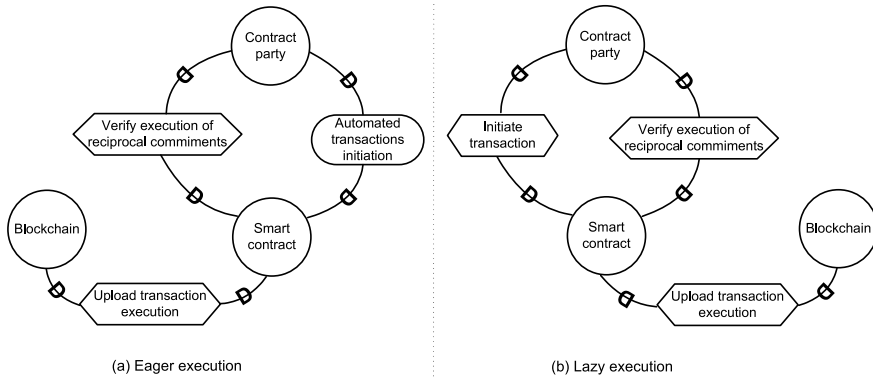 Contract
party
Verify execution of
reciprocal commiments
Automated
transactions
initiation
Blockchain
Smart
contract
Upload transaction
execution
(a) Eager execution
Contract
party
Initiate
transaction
Verify execution of
reciprocal commiments
Smart
contract
Blockchain
Upload transaction
execution
(b) Lazy execution